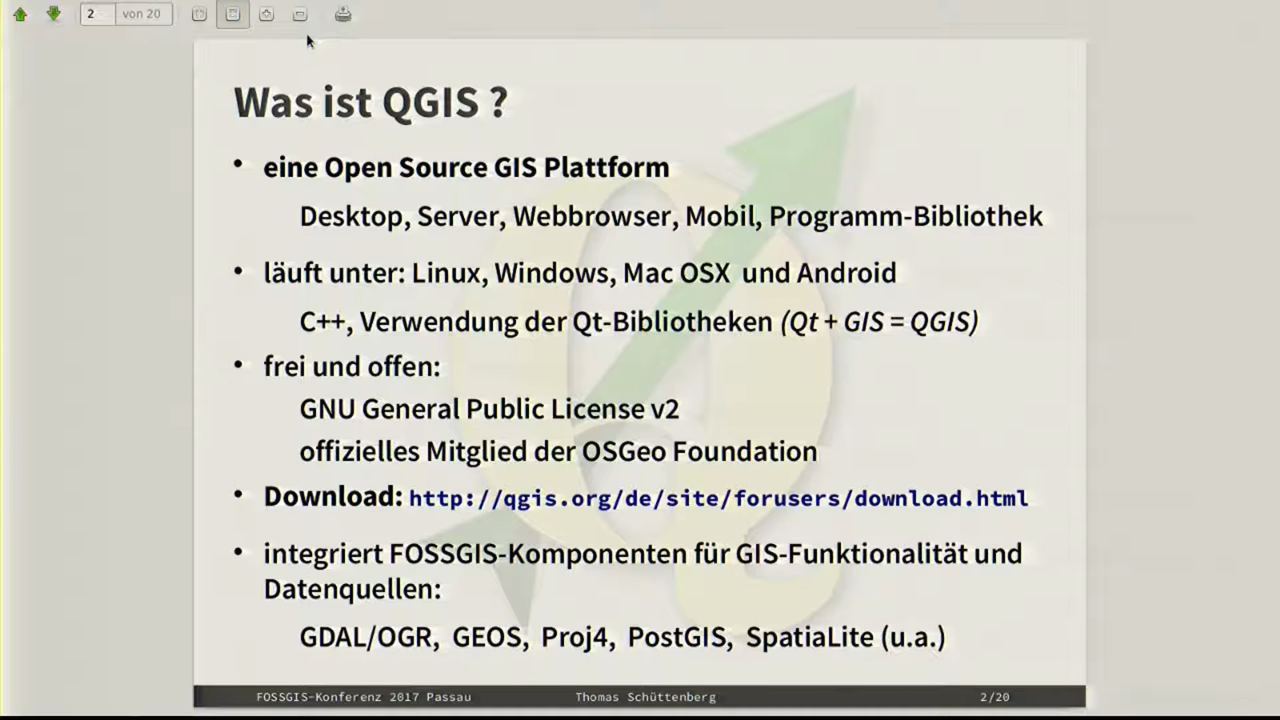 2 von 20
Was ist QGIS ?
• eine Open Source GIS Plattform
Desktop, Server, Webbrowser, Mobil, Programm-Bibliothek
• läuft unter: Linux, Windows, Mac OSX und Android
C++, Verwendung der Qt-Bibliotheken (Qt + GIS = QGIS)
• frei und offen:
GNU General Public License v2
offizielles Mitglied der OSGeo Foundation
• Download: http://qgis.org/de/site/forusers/download.html
• integriert FOSSGIS-Komponenten für GIS-Funktionalität und
Datenquellen:
GDAL/OGR, GEOS, Proj4, PostGIS, SpatiaLite (u.a.)
FOSSGIS-Konferenz 2017 Passau Thomas Schüttenberg 2/20